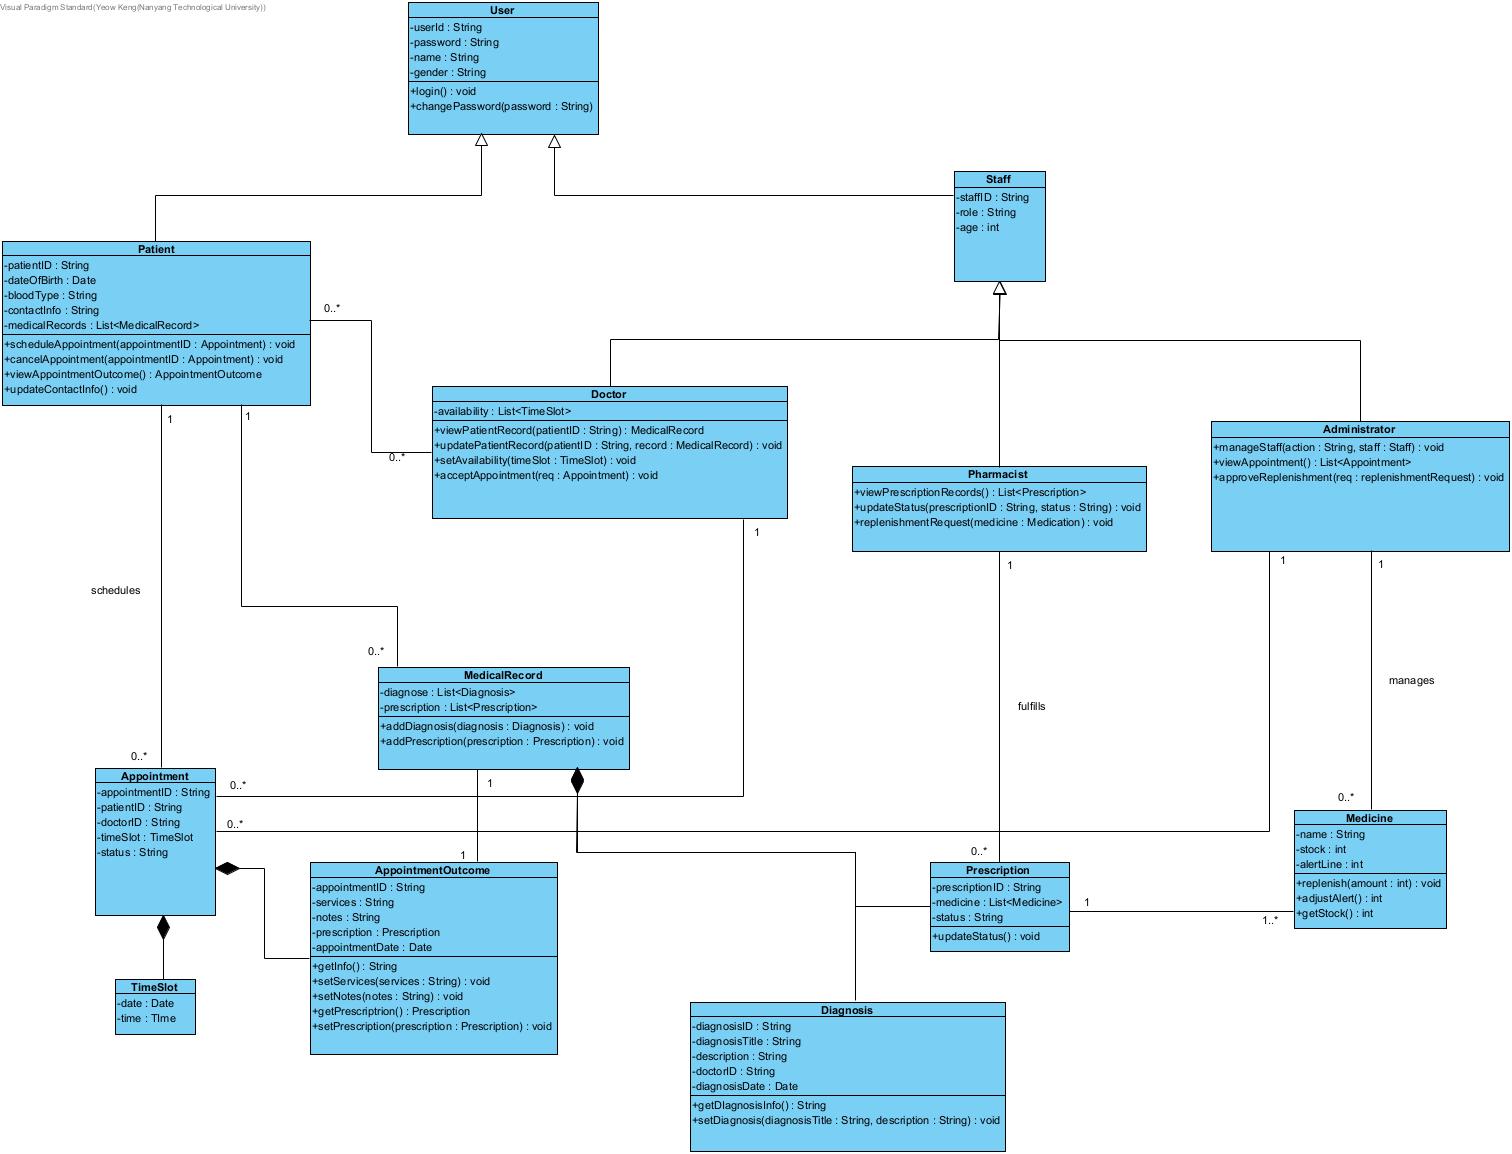 Visual Paradigm Standard(Yeow Keng(Nanyang Technological University))
User
-userId : String
-password : String
-name : String
-gender : String
+login() : void
+changePassword(password : String)
Staff
-staffID : String
-role : String
-age : int
Patient
-patientID : String
-dateOfBirth : Date
-bloodType : String
-contactInfo : String
-medicalRecords : List<MedicalRecord>
+scheduleAppointment(appointmentID : Appointment) : void
+cancelAppointment(appointmentID : Appointment) : void
+viewAppointmentOutcome() : AppointmentOutcome
+updateContactInfo() : void
0..*
0..*
1
1
Doctor
-availability : List<TimeSlot>
+viewPatientRecord(patientID : String) : MedicalRecord
+updatePatientRecord(patientID : String, record : MedicalRecord) : void
+setAvailability(timeSlot : TimeSlot) : void
+acceptAppointment(req : Appointment) : void
1
Pharmacist
+viewPrescriptionRecords() : List<Prescription>
+updateStatus(prescriptionID : String, status : String) : void
+replenishmentRequest(medicine : Medication) : void
1
Administrator
+manageStaff(action : String, staff : Staff) : void
+viewAppointment() : List<Appointment>
+approveReplenishment(req : replenishmentRequest) : void
1
1
schedules
0..*
MedicalRecord
-diagnose : List<Diagnosis>
-prescription : List<Prescription>
+addDiagnosis(diagnosis : Diagnosis) : void
+addPrescription(prescription : Prescription) : void
1
fulfills
manages
0..*
Appointment
-appointmentID : String
-patientID : String
-doctorID : String
-timeSlot : TimeSlot
-status : String
0..*
0..*
TimeSlot
-date : Date
-time : TIme
1
AppointmentOutcome
-appointmentID : String
-services : String
-notes : String
-prescription : Prescription
-appointmentDate : Date
+getInfo() : String
+setServices(services : String) : void
+setNotes(notes : String) : void
+getPrescriptrion() : Prescription
+setPrescription(prescription : Prescription) : void
0..*
Prescription
-prescriptionID : String
-medicine : List<Medicine>
-status : String
+updateStatus() : void
1
1..*
0..*
Medicine
-name : String
-stock : int
-alertLine : int
+replenish(amount : int) : void
+adjustAlert() : int
+getStock() : int
Diagnosis
-diagnosisID : String
-diagnosisTitle : String
-description : String
-doctorID : String
-diagnosisDate : Date
+getDIagnosisInfo() : String
+setDiagnosis(diagnosisTitle : String, description : String) : void